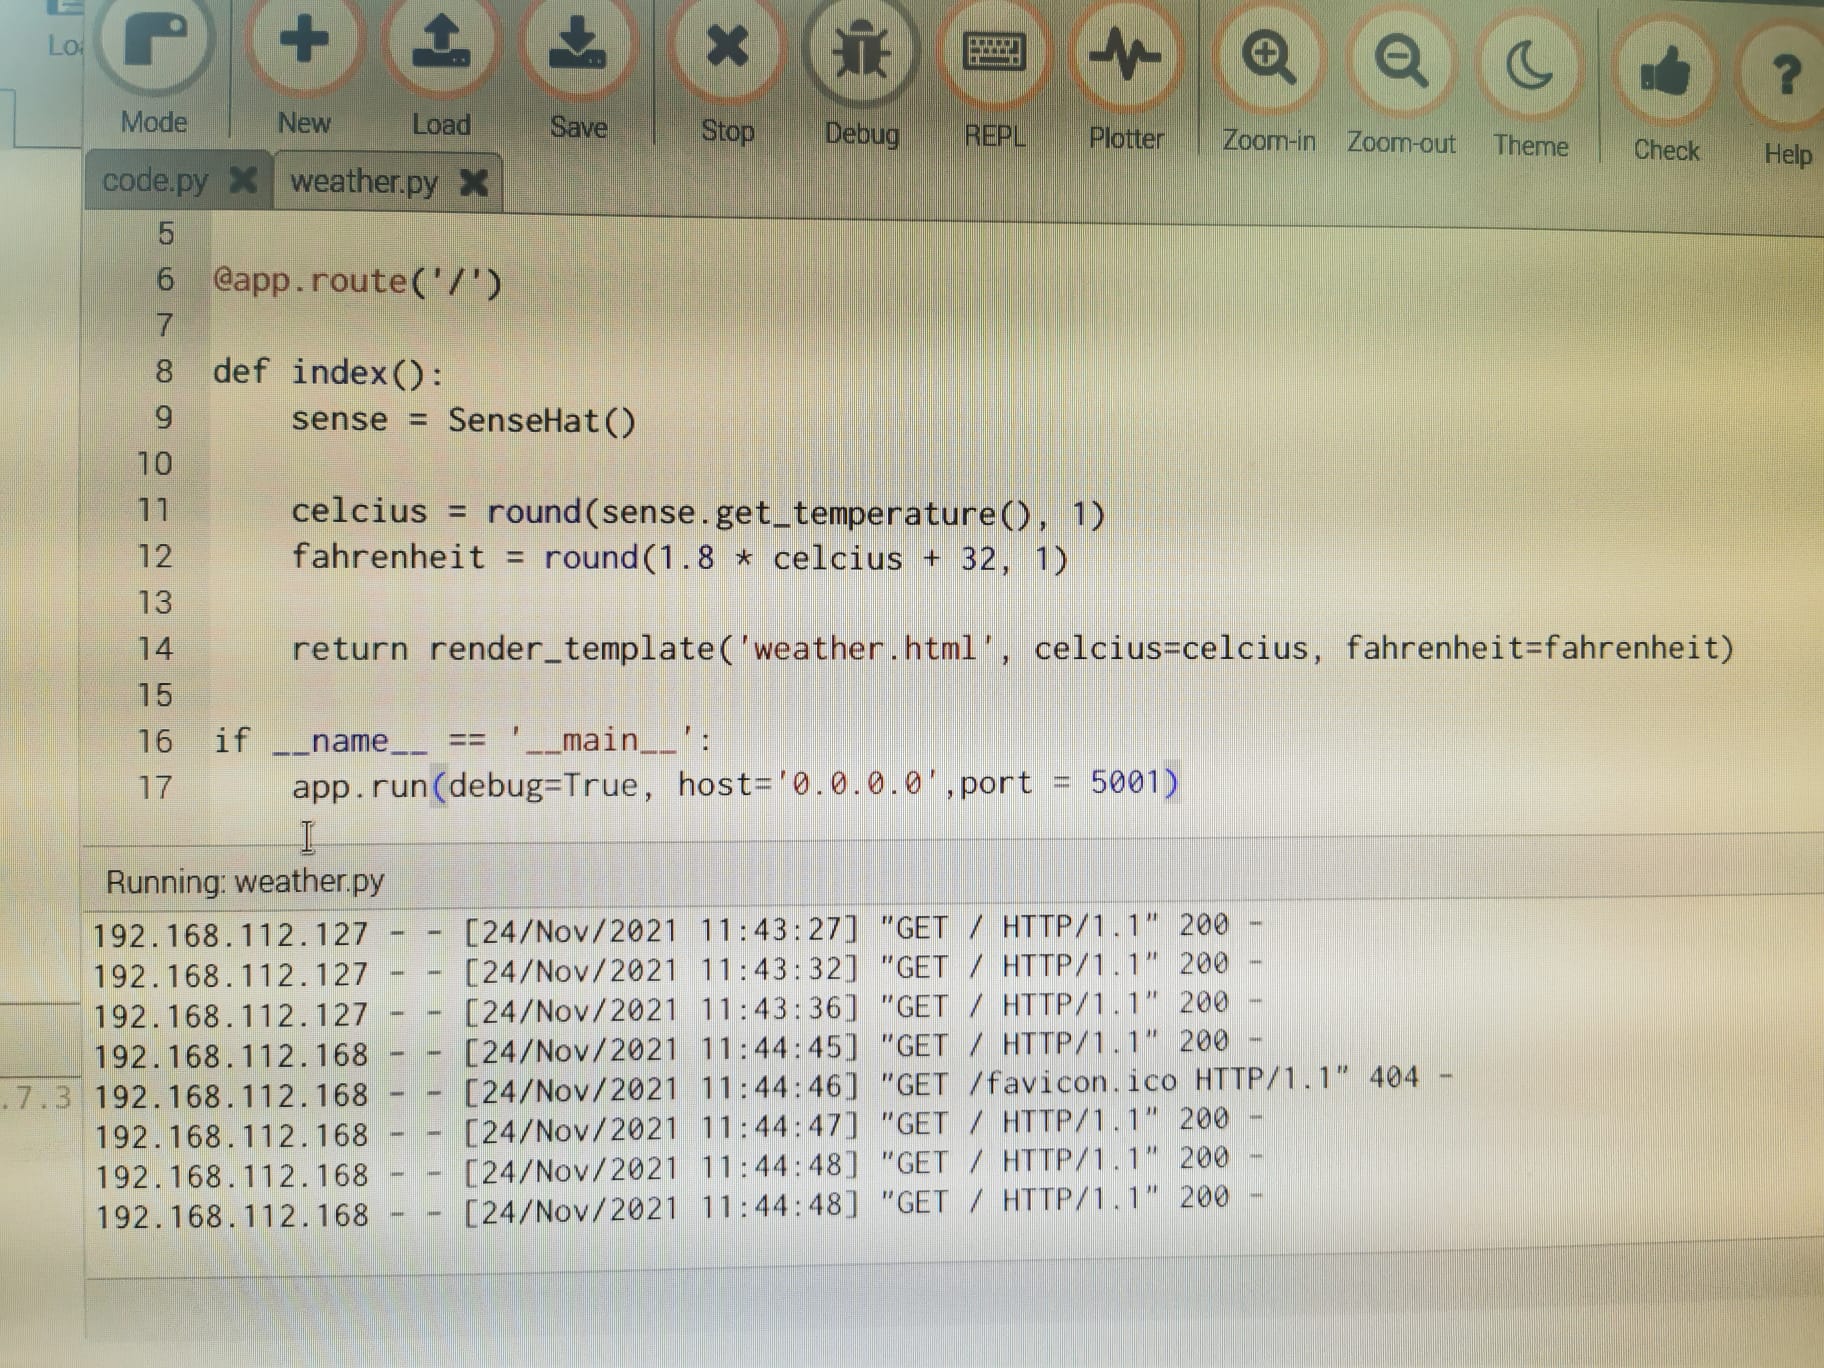 Mode New Load Save Stop Debug REPL Plotter Zoom-in Zoom-out Theme Check Help
code.py weather.py
5
6 @app.route('/')
7
8 def index():
9 sense = SenseHat()
10
11 celcius = round(sense.get_temperature(), 1)
12 fahrenheit = round(1.8 * celcius + 32, 1)
13
14 return render_template('weather.html', celcius=celcius, fahrenheit=fahrenheit)
15
16 if __name__ == '__main__':
17 app.run(debug=True, host='0.0.0.0',port = 5001)
Running: weather.py
192.168.112.127 - - [24/Nov/2021 11:43:27] "GET / HTTP/1.1" 200 -
192.168.112.127 - - [24/Nov/2021 11:43:32] "GET / HTTP/1.1" 200 -
192.168.112.127 - - [24/Nov/2021 11:43:36] "GET / HTTP/1.1" 200 -
192.168.112.168 - - [24/Nov/2021 11:44:45] "GET / HTTP/1.1" 200 -
.7.3 192.168.112.168 - - [24/Nov/2021 11:44:46] "GET /favicon.ico HTTP/1.1" 404 -
192.168.112.168 - - [24/Nov/2021 11:44:47] "GET / HTTP/1.1" 200 -
192.168.112.168 - - [24/Nov/2021 11:44:48] "GET / HTTP/1.1" 200 -
192.168.112.168 - - [24/Nov/2021 11:44:48] "GET / HTTP/1.1" 200 -